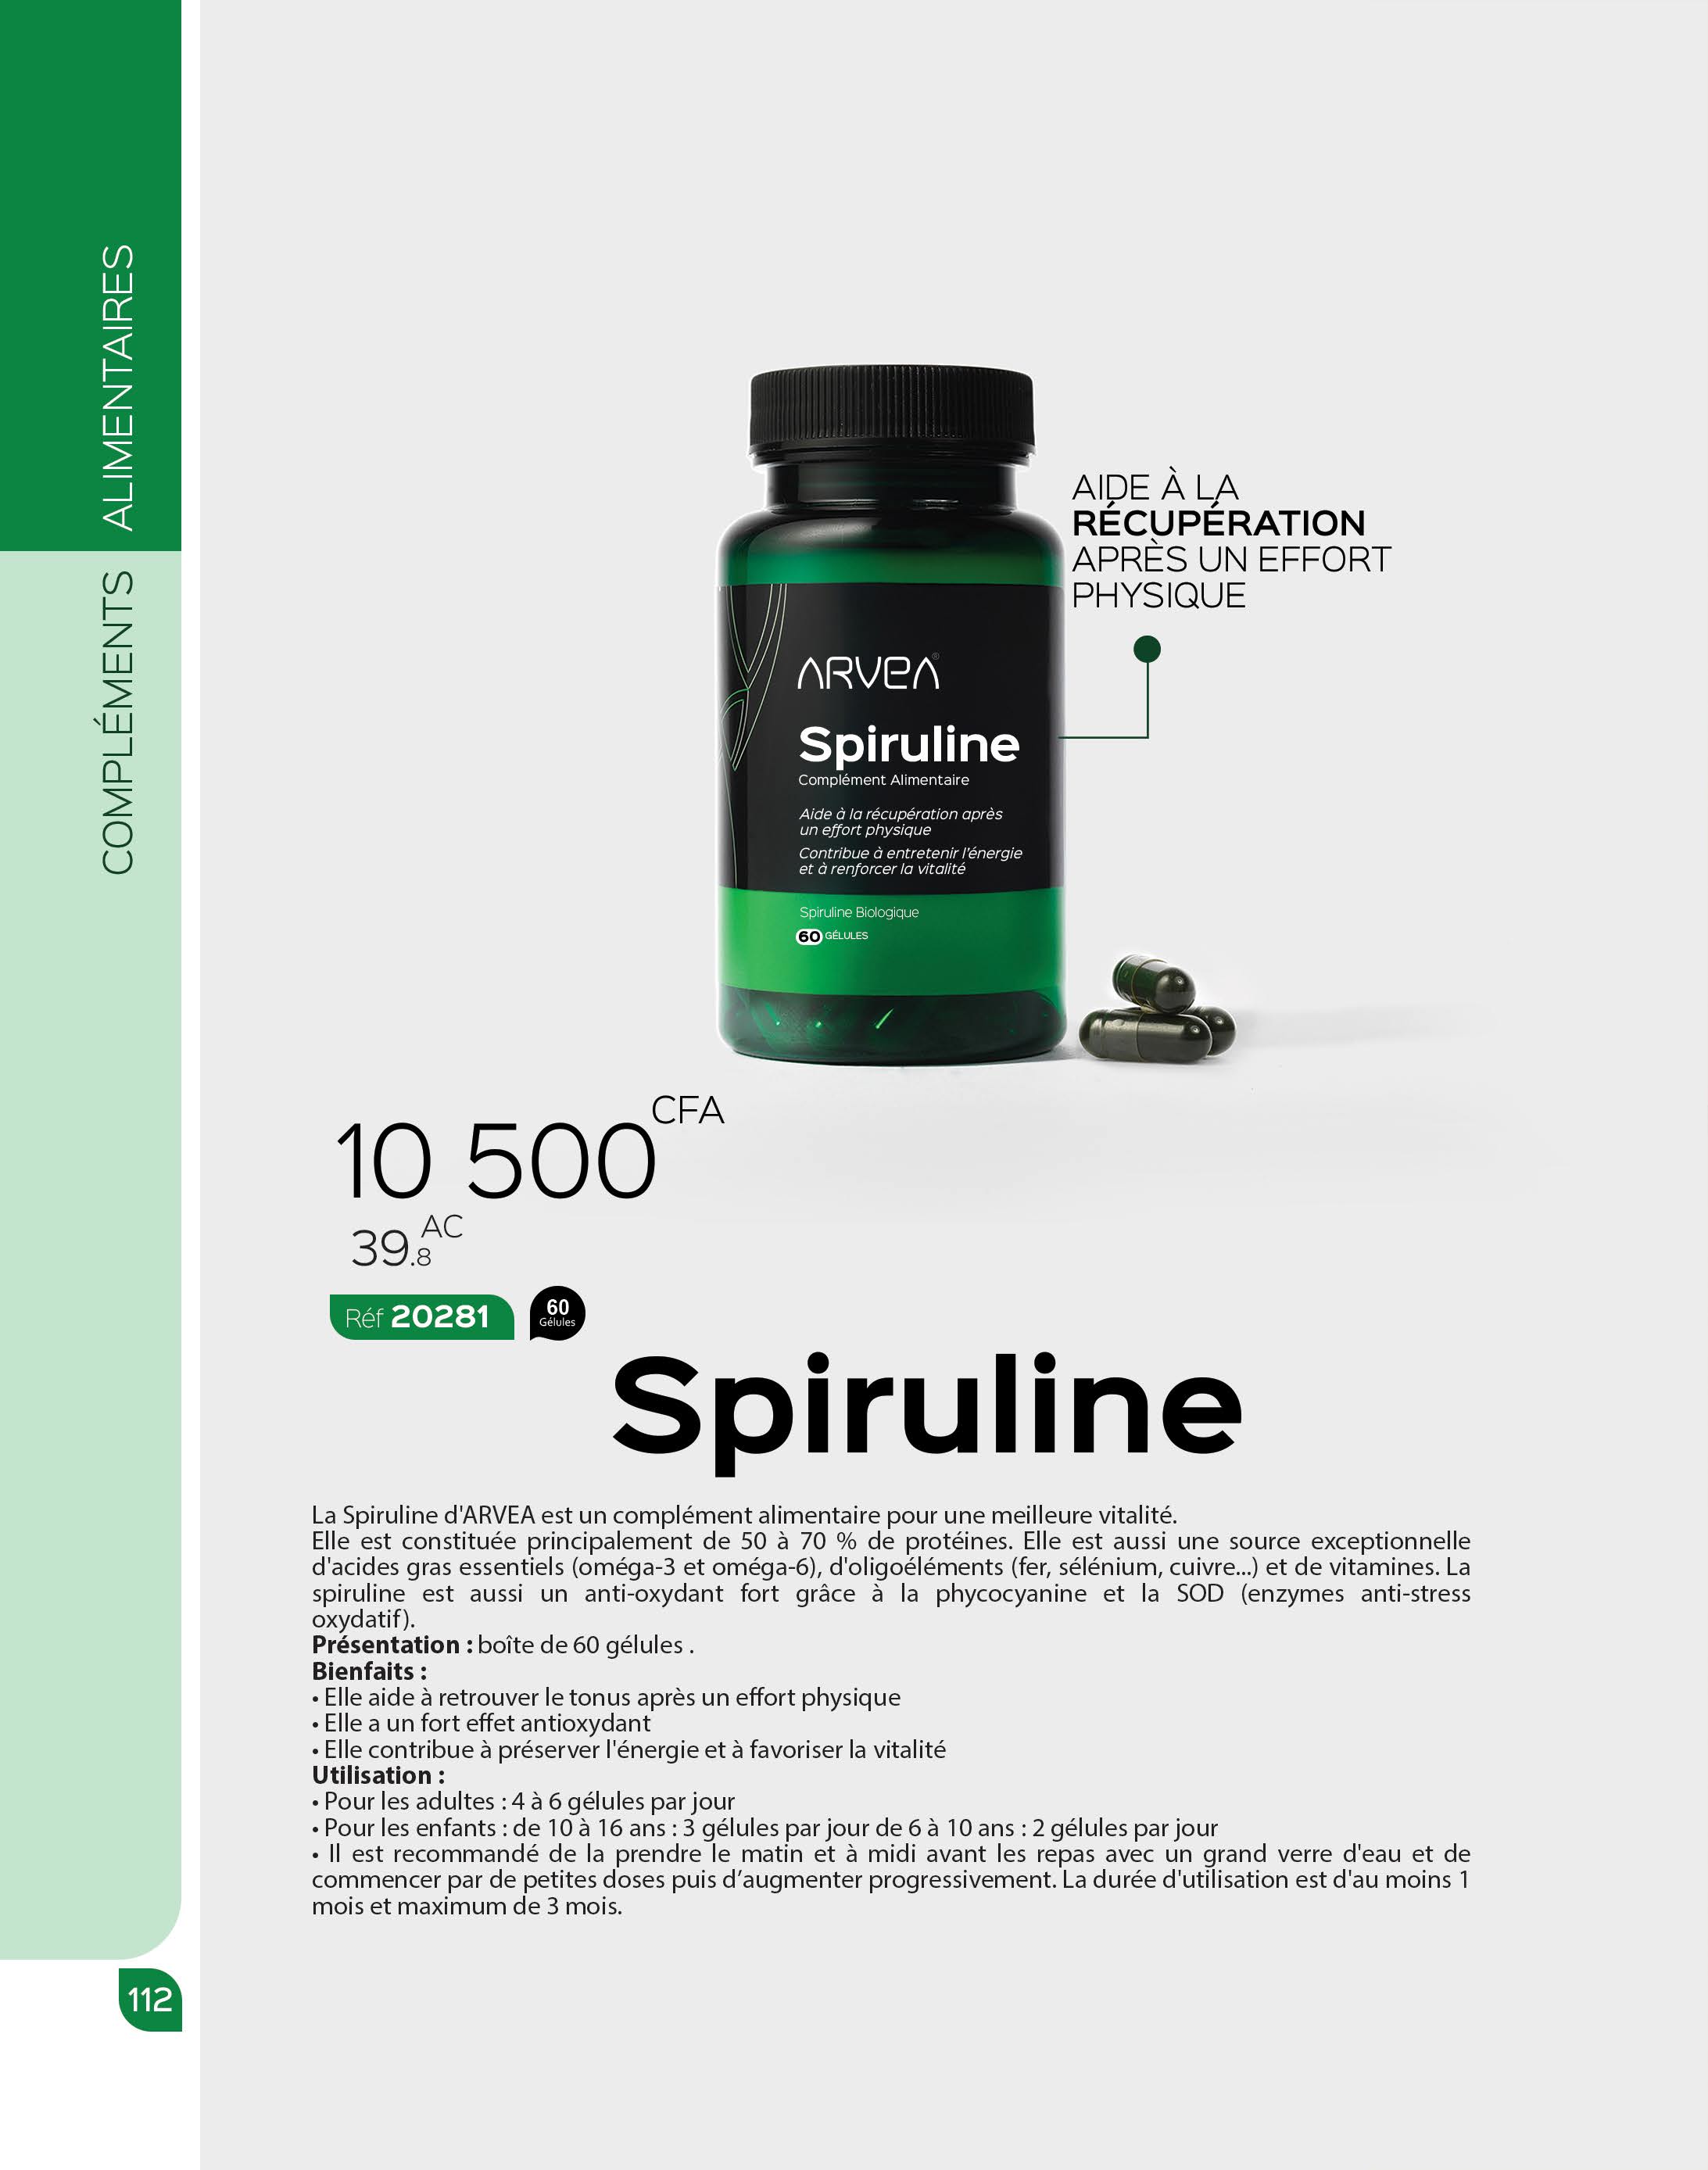 COMPLÉMENTS ALIMENTAIRES
AIDE À LA
RÉCUPÉRATION
APRÈS UN EFFORT
PHYSIQUE
ARVEA®
Spiruline
Complément Alimentaire
Aide à la récupération après
un effort physique
Contribue à entretenir l'énergie
et à renforcer la vitalité
Spiruline Biologique
60 GÉLULES
10 500 CFA
39.8 AC
Réf 20281
60
Gélules
Spiruline
La Spiruline d'ARVEA est un complément alimentaire pour une meilleure vitalité.
Elle est constituée principalement de 50 à 70 % de protéines. Elle est aussi une source exceptionnelle
d'acides gras essentiels (oméga-3 et oméga-6), d'oligoéléments (fer, sélénium, cuivre...) et de vitamines. La
spiruline est aussi un anti-oxydant fort grâce à la phycocyanine et la SOD (enzymes anti-stress
oxydatif).
Présentation : boîte de 60 gélules .
Bienfaits :
• Elle aide à retrouver le tonus après un effort physique
• Elle a un fort effet antioxydant
• Elle contribue à préserver l'énergie et à favoriser la vitalité
Utilisation :
• Pour les adultes : 4 à 6 gélules par jour
• Pour les enfants : de 10 à 16 ans : 3 gélules par jour de 6 à 10 ans : 2 gélules par jour
• Il est recommandé de la prendre le matin et à midi avant les repas avec un grand verre d'eau et de
commencer par de petites doses puis d’augmenter progressivement. La durée d'utilisation est d'au moins 1
mois et maximum de 3 mois.
112